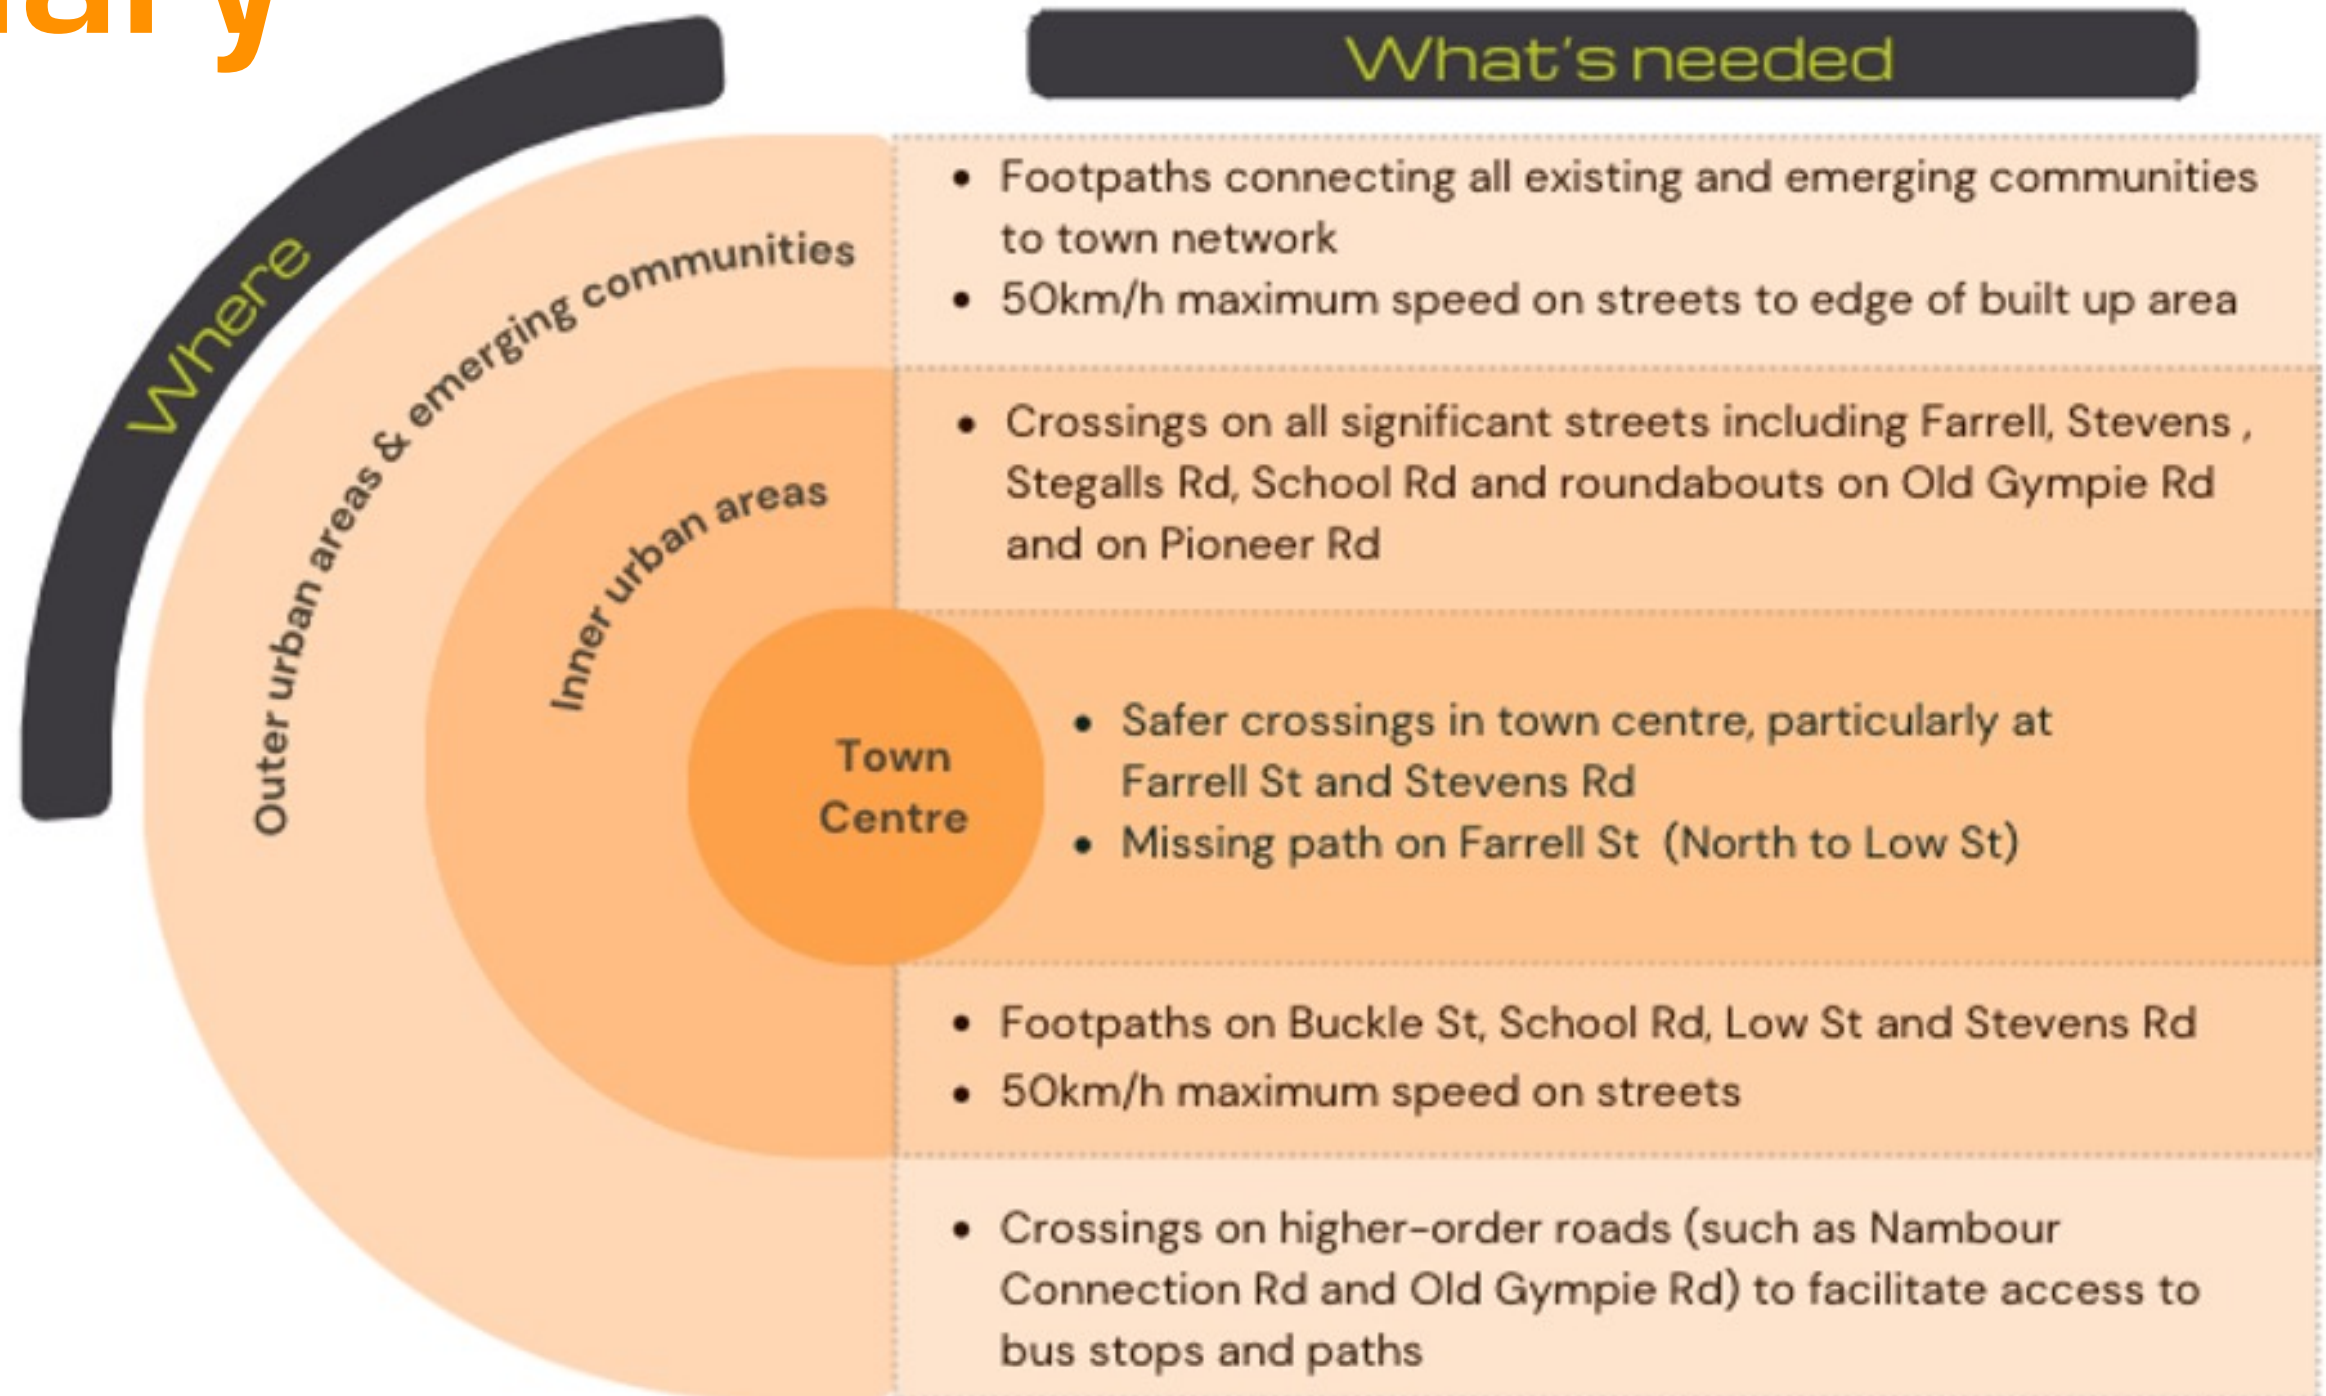 What's needed
Where
Outer urban areas & emerging communities
Inner urban areas
Town
Centre
• Footpaths connecting all existing and emerging communities
to town network
• 50km/h maximum speed on streets to edge of built up area
• Crossings on all significant streets including Farrell, Stevens ,
Stegalls Rd, School Rd and roundabouts on Old Gympie Rd
and on Pioneer Rd
• Safer crossings in town centre, particularly at
Farrell St and Stevens Rd
• Missing path on Farrell St (North to Low St)
• Footpaths on Buckle St, School Rd, Low St and Stevens Rd
• 50km/h maximum speed on streets
• Crossings on higher-order roads (such as Nambour
Connection Rd and Old Gympie Rd) to facilitate access to
bus stops and paths